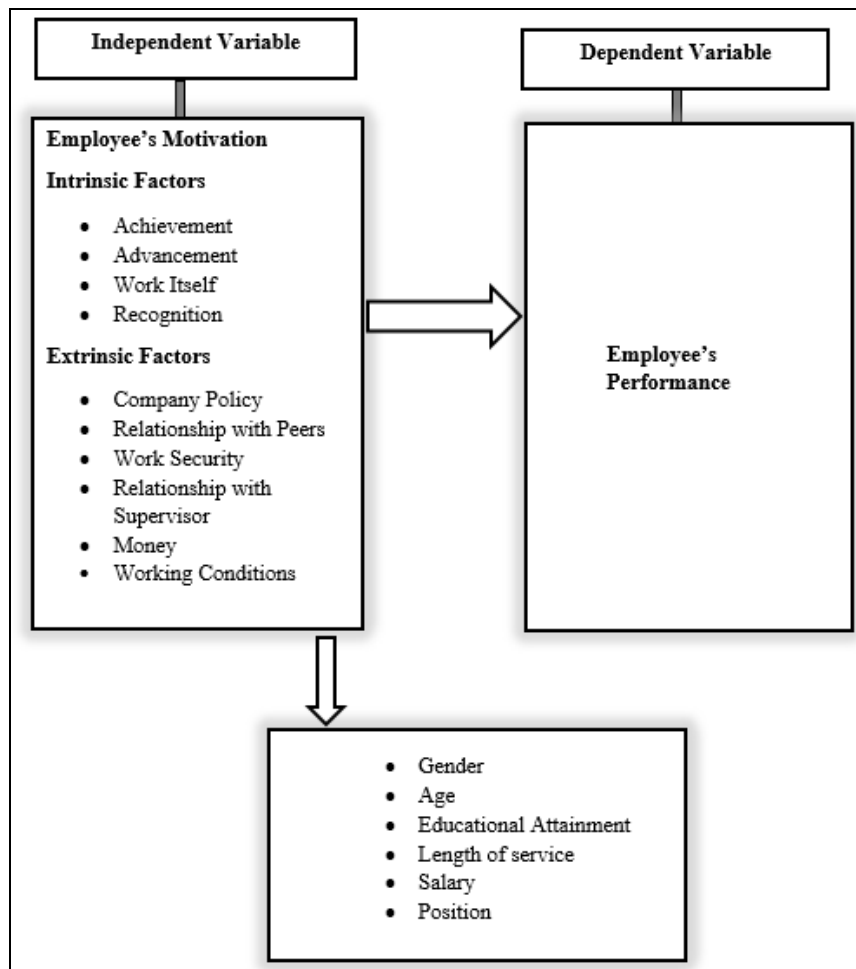 Independent Variable
Dependent Variable
Employee's Motivation
Intrinsic Factors
• Achievement
• Advancement
• Work Itself
• Recognition
Extrinsic Factors
• Company Policy
• Relationship with Peers
• Work Security
• Relationship with
Supervisor
• Money
• Working Conditions
Employee's
Performance
• Gender
• Age
• Educational Attainment
• Length of service
• Salary
• Position